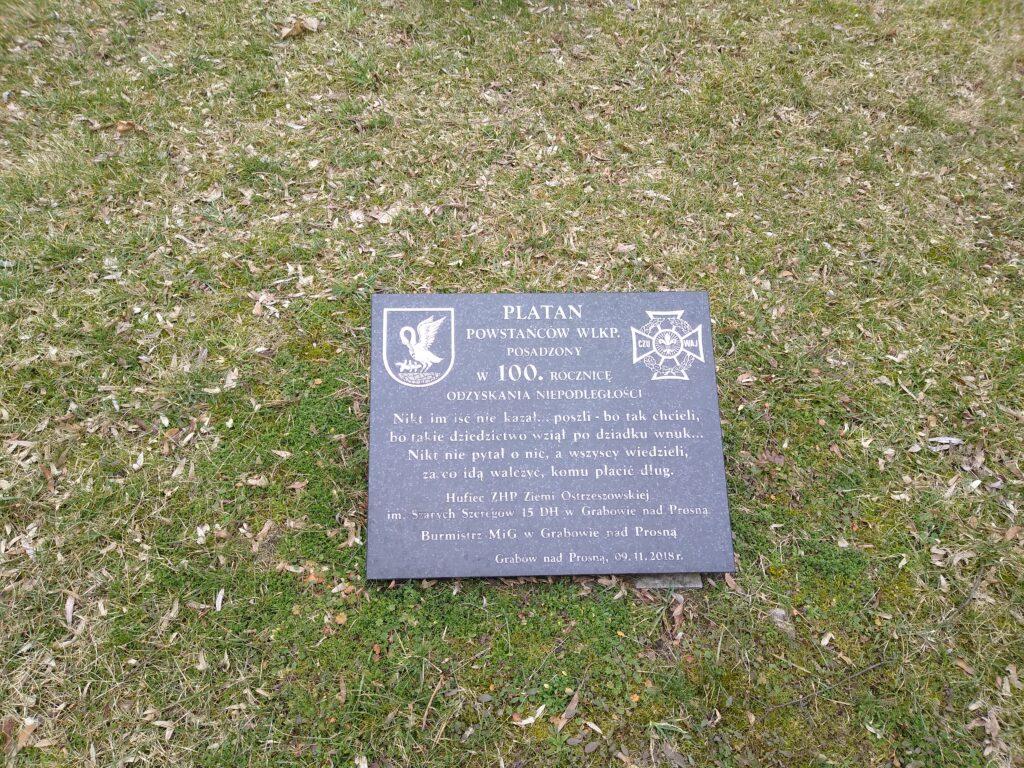 PLATAN
POWSTAŃCÓW WLKP.
POSADZONY
W 100. ROCZNICĘ
ODZYSKANIA NIEPODLEGŁOŚCI
CZU WAJ
Nikt im iść nie kazał... poszli - bo tak chcieli,
bo takie dziedzictwo wziął po dziadku wnuk...
Nikt nie pytał o nic, a wszyscy wiedzieli,
za co idą walczyć, komu płacić dług.
Hufiec ZHP Ziemi Ostrzeszowskiej
im. Szarych Szeregów 15 DH w Grabowie nad Prosną
Burmistrz MiG w Grabowie nad Prosną
Grabów nad Prosną, 09.11.2018 r.